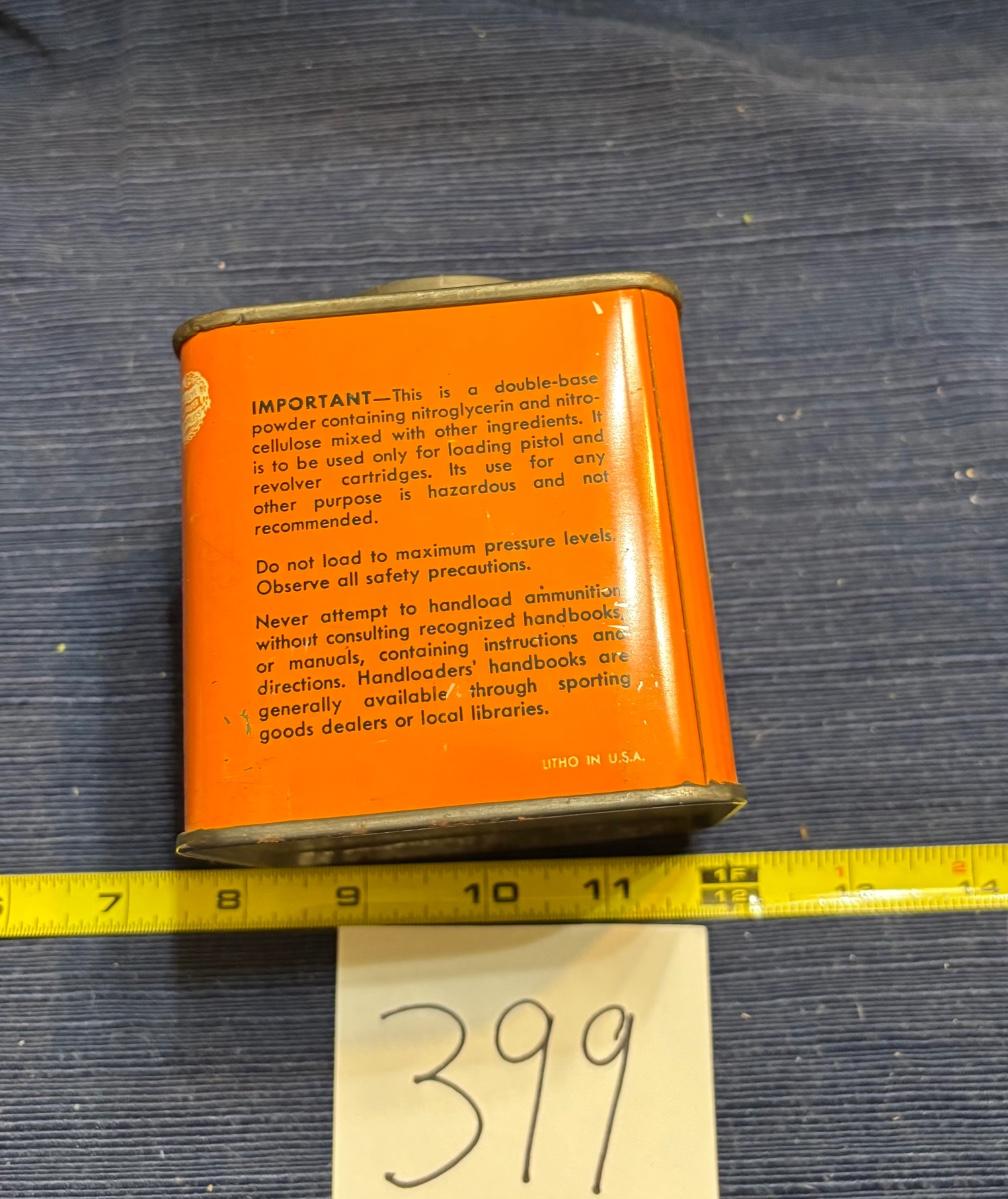 IMPORTANT—This is a double-base
powder containing nitroglycerin and nitro-
cellulose mixed with other ingredients. It
is to be used only for loading pistol and
revolver cartridges. Its use for any
other purpose is hazardous and not
recommended.
Do not load to maximum pressure levels.
Observe all safety precautions.
Never attempt to handload ammunition
without consulting recognized handbooks,
or manuals, containing instructions and
directions. Handloaders' handbooks are
generally available through sporting
goods dealers or local libraries.
LITHO IN U.S.A.
7 8 9 10 11 1F 1 2
12 13 14
399